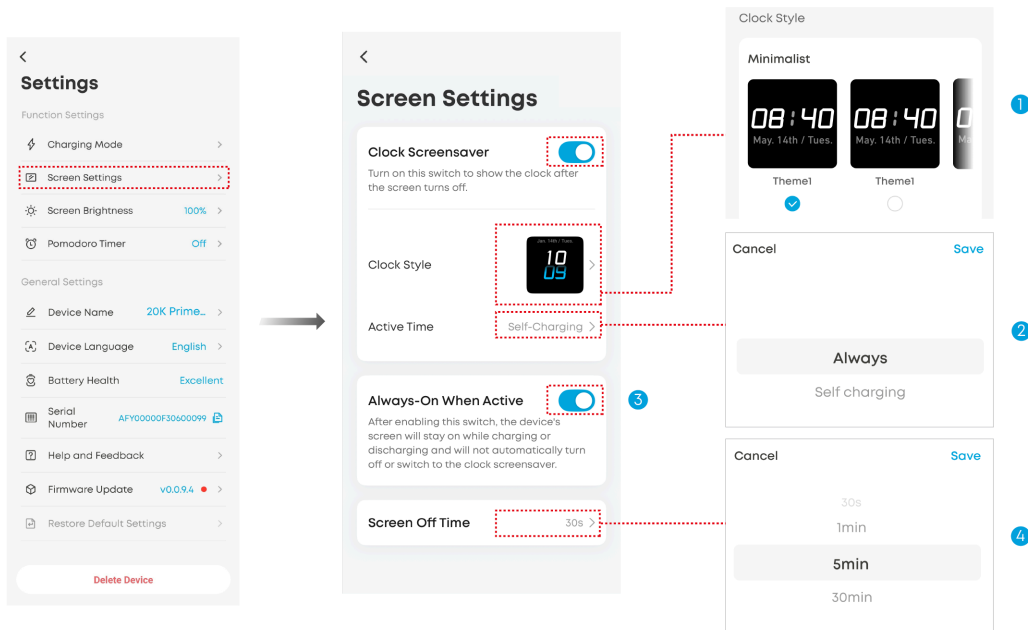 Settings
Function Settings
Charging Mode
Screen Settings
Screen Brightness 100%
Pomodoro Timer Off
General Settings
Device Name 20K Prime...
Device Language English
Battery Health Excellent
Serial
Number AFY00000F30600099
Help and Feedback
Firmware Update v0.0.9.4
Restore Default Settings
Delete Device
Screen Settings
Clock Screensaver
Turn on this switch to show the clock after
the screen turns off.
Clock Style
Jan. 14th / Tues.
10
09
Active Time Self-Charging
Always-On When Active
After enabling this switch, the device's
screen will stay on while charging or
discharging and will not automatically turn
off or switch to the clock screensaver.
3
Screen Off Time 30s
Clock Style
Minimalist
08:40 08:40 0
May. 14th / Tues. May. 14th / Tues. Ma
Theme1 Theme1
1
Cancel Save
Always
Self charging
2
Cancel Save
30s
1min
5min
30min
4